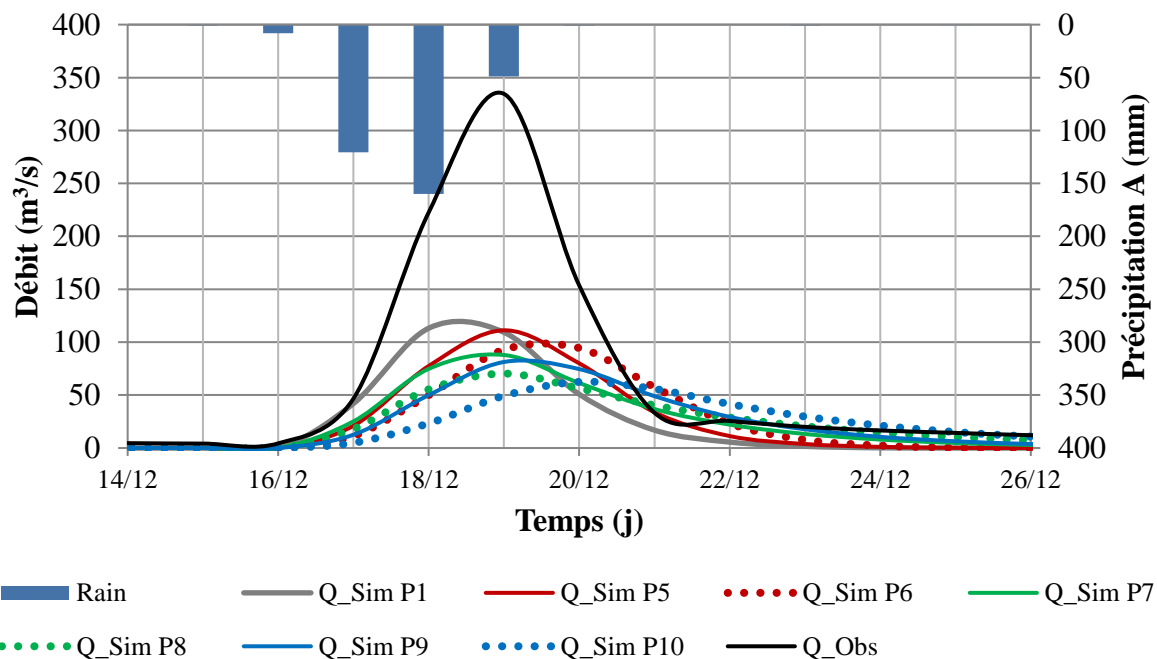 400 0
350 50
300 100
250 150
200 200
150 250
100 300
50 350
0 400
Débit (m³/s)
Précipitation A (mm)
14/12 16/12 18/12 20/12 22/12 24/12 26/12
Temps (j)
Rain Q_Sim P1 Q_Sim P5 Q_Sim P6 Q_Sim P7
Q_Sim P8 Q_Sim P9 Q_Sim P10 Q_Obs